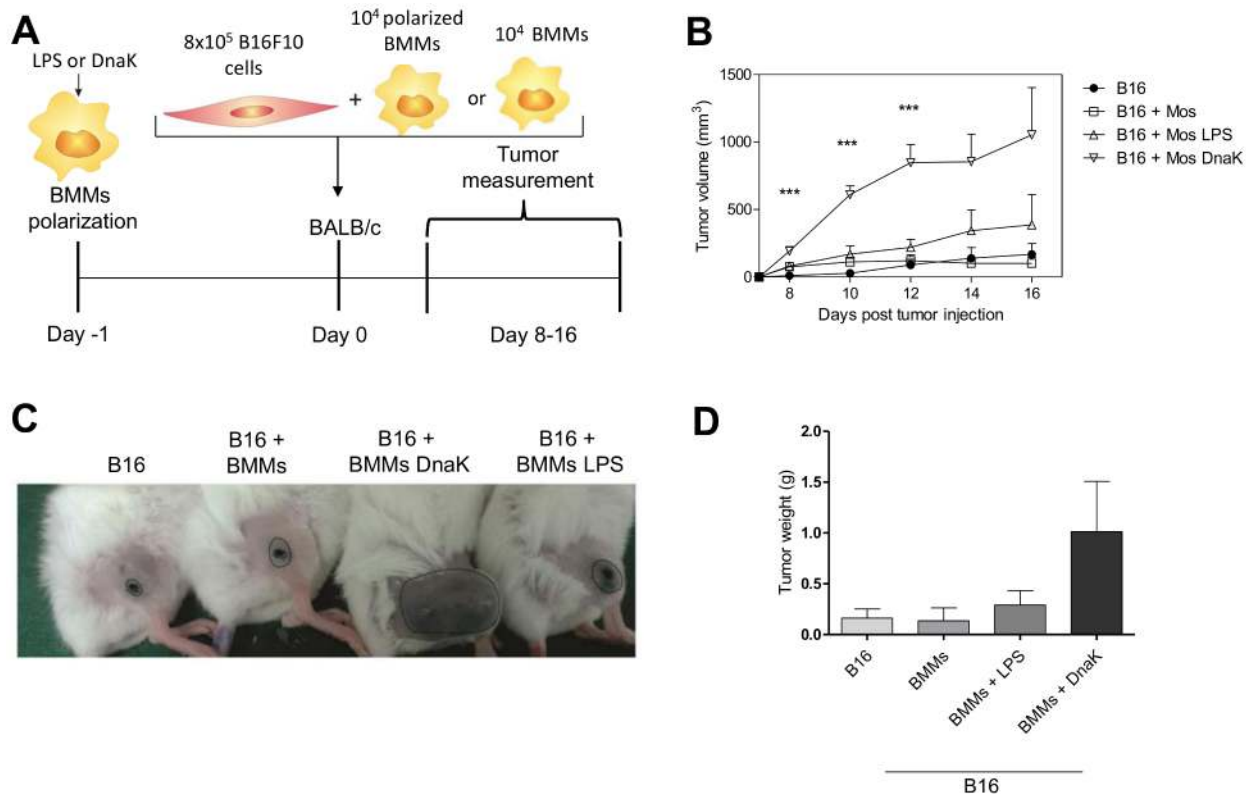 A
LPS or DnaK
8x10⁵ B16F10
cells
10⁴ polarized
BMMs
10⁴ BMMs
+
or
BMMs
polarization
BALB/c
Tumor
measurement
Day -1
Day 0
Day 8-16
B
Tumor volume (mm³)
1500
1000
500
0
***
***
***
8
10
12
14
16
Days post tumor injection
B16
B16 + Mos
B16 + Mos LPS
B16 + Mos DnaK
C
B16
B16 +
BMMs
B16 +
BMMs DnaK
B16 +
BMMs LPS
D
Tumor weight (g)
2.0
1.5
1.0
0.5
0.0
B16
BMMs
BMMs + LPS
BMMs + DnaK
B16